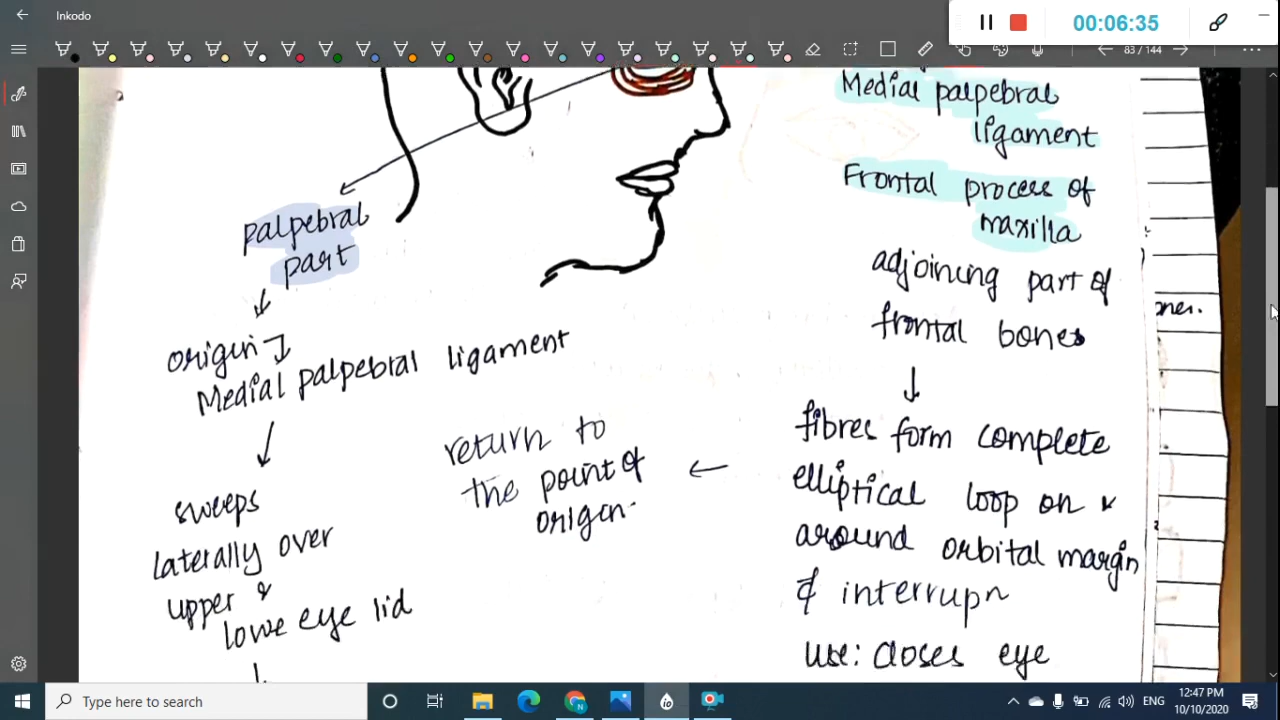 Inkodo
00:06:35
83 / 144
Medial palpebral
ligament
Frontal process of
maxilla
adjoining part of
frontal bones
fibres form complete
elliptical loop on &
around orbital margin
interrupn
use: closes eye
palpebral
part
origin
Medial palpebral ligament
sweeps
laterally over
upper &
lowe eye lid
return to
the point of
origin
ones.
Type here to search
ENG
12:47 PM
10/10/2020